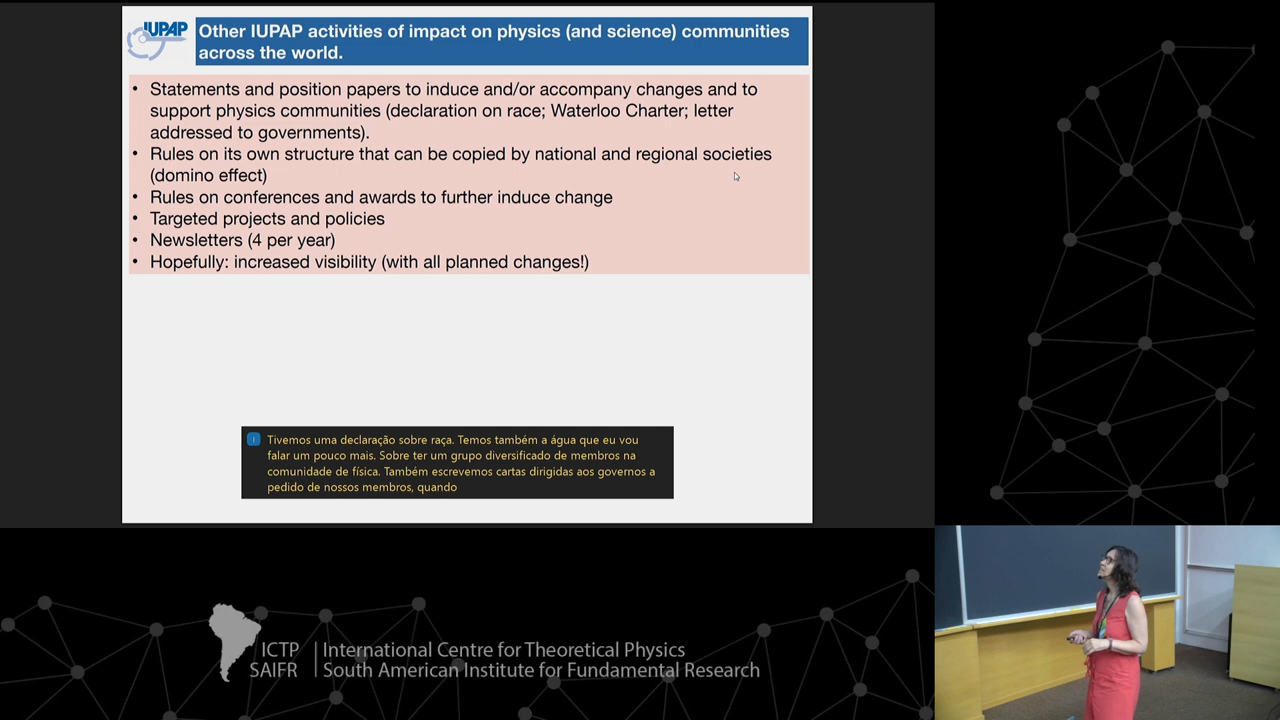 IUPAP
Other IUPAP activities of impact on physics (and science) communities
across the world.
• Statements and position papers to induce and/or accompany changes and to
support physics communities (declaration on race; Waterloo Charter; letter
addressed to governments).
• Rules on its own structure that can be copied by national and regional societies
(domino effect)
• Rules on conferences and awards to further induce change
• Targeted projects and policies
• Newsletters (4 per year)
• Hopefully: increased visibility (with all planned changes!)
Tivemos uma declaração sobre raça. Temos também a água que eu vou
falar um pouco mais. Sobre ter um grupo diversificado de membros na
comunidade de física. Também escrevemos cartas dirigidas aos governos a
pedido de nossos membros, quando
ICTP
SAIFR
International Centre for Theoretical Physics
South American Institute for Fundamental Research